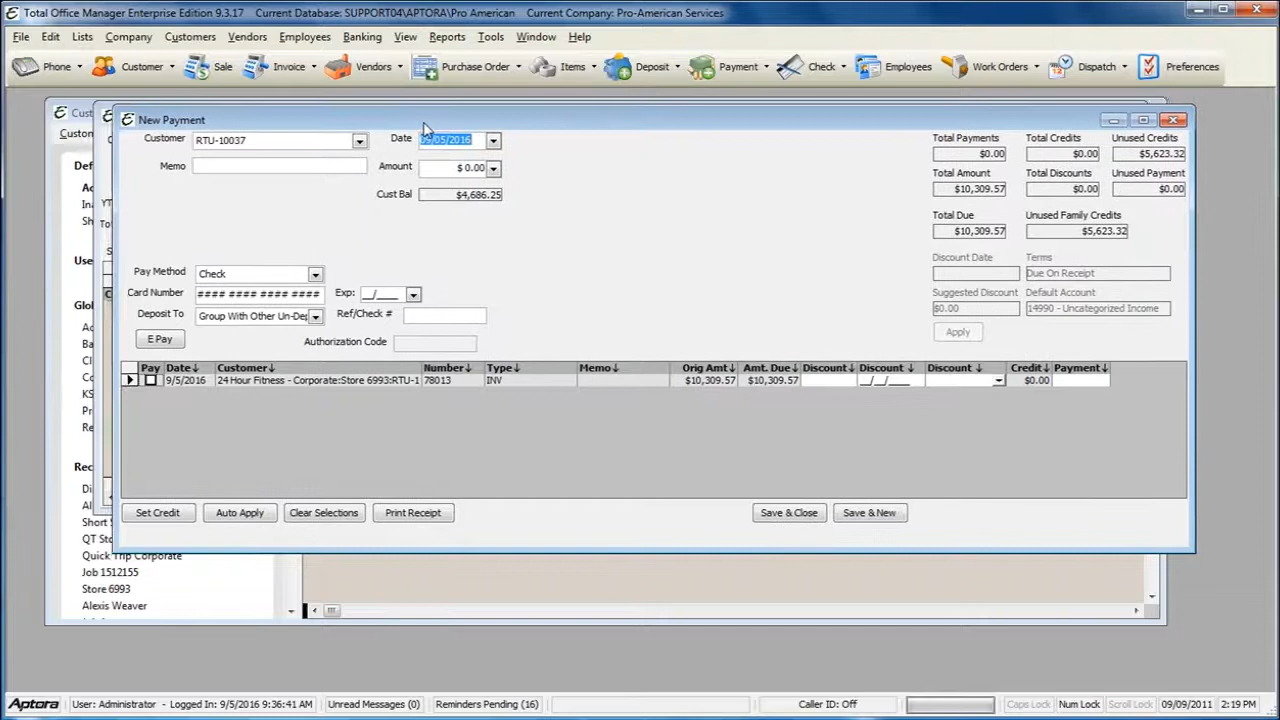 Total Office Manager Enterprise Edition 9.3.17    Current Database: SUPPORT04\APTORA\Pro American    Current Company: Pro-American Services
File Edit Lists Company Customers Vendors Employees Banking View Reports Tools Window Help
Phone Customer Sale Invoice Vendors Purchase Order Items Deposit Payment Check Employees Work Orders Dispatch Preferences
New Payment
Customer RTU-10037 Date 09/05/2016 Total Payments Total Credits Unused Credits
$0.00 $0.00 $5,623.32
Memo Amount $ 0.00 Total Amount Total Discounts Unused Payment
Cust Bal $4,686.25 $10,309.57 $0.00 $0.00
Total Due Unused Family Credits
$10,309.57 $5,623.32
Discount Date Terms
Pay Method Check Due On Receipt
Card Number #### #### #### #### Exp: __/____ Suggested Discount Default Account
Deposit To Group With Other Un-Dep Ref/Check # $0.00 14990 - Uncategorized Income
E Pay Authorization Code Apply
Pay Date Customer Number Type Memo Orig Amt Amt. Due Discount Discount Discount Credit Payment
9/5/2016 24 Hour Fitness - Corporate:Store 6993:RTU-1 78013 INV $10,309.57 $10,309.57 __/__/____ $0.00
Set Credit Auto Apply Clear Selections Print Receipt Save & Close Save & New
Quick Trip Corporate
Job 1512155
Store 6993
Alexis Weaver
Aptora User: Administrator - Logged In: 9/5/2016 9:36:41 AM Unread Messages (0) Reminders Pending (16) Caller ID: Off Caps Lock Num Lock Scroll Lock 09/09/2011 2:19 PM